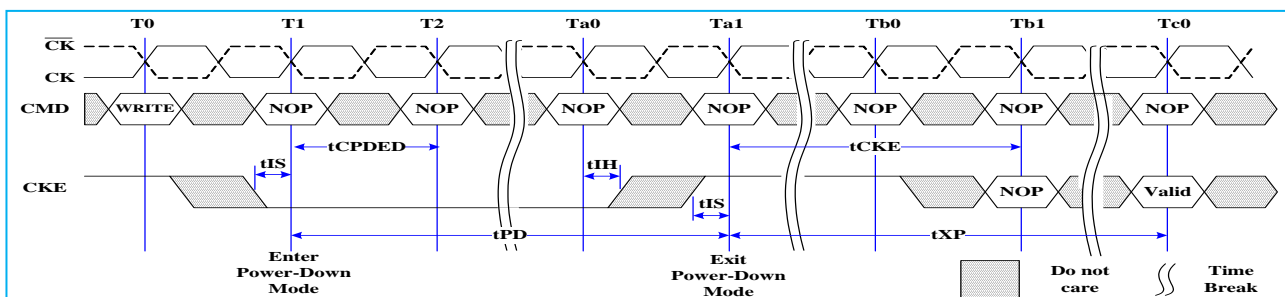 T0 T1 T2 Ta0 Ta1 Tb0 Tb1 Tc0
CK
CK
CMD WRITE NOP NOP NOP NOP NOP NOP NOP
tCPDED tCKE
tIS tIH
CKE NOP Valid
tIS
tPD tXP
Enter
Power-Down
Mode
Exit
Power-Down
Mode
Do not
care
Time
Break